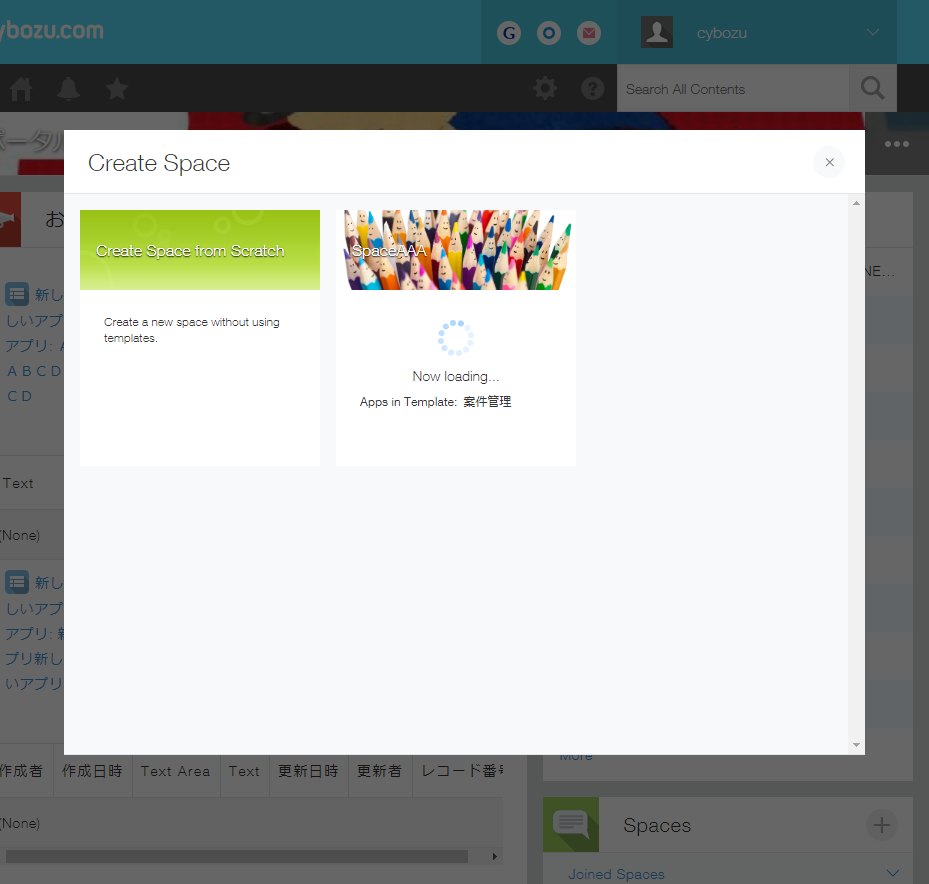 cybozu.com
G
cybozu
Search All Contents
Create Space
Create Space from Scratch
Create a new space without using
templates.
SpaceAAA
Now loading...
Apps in Template: 案件管理
お
NE...
新し
しいアプ
アプリ: A
A B C D
C D
Text
(None)
新し
しいアプ
アプリ: 新
プリ新し
いアプリ
More
作成者 作成日時 Text Area Text 更新日時 更新者 レコード番号
(None)
Spaces
Joined Spaces